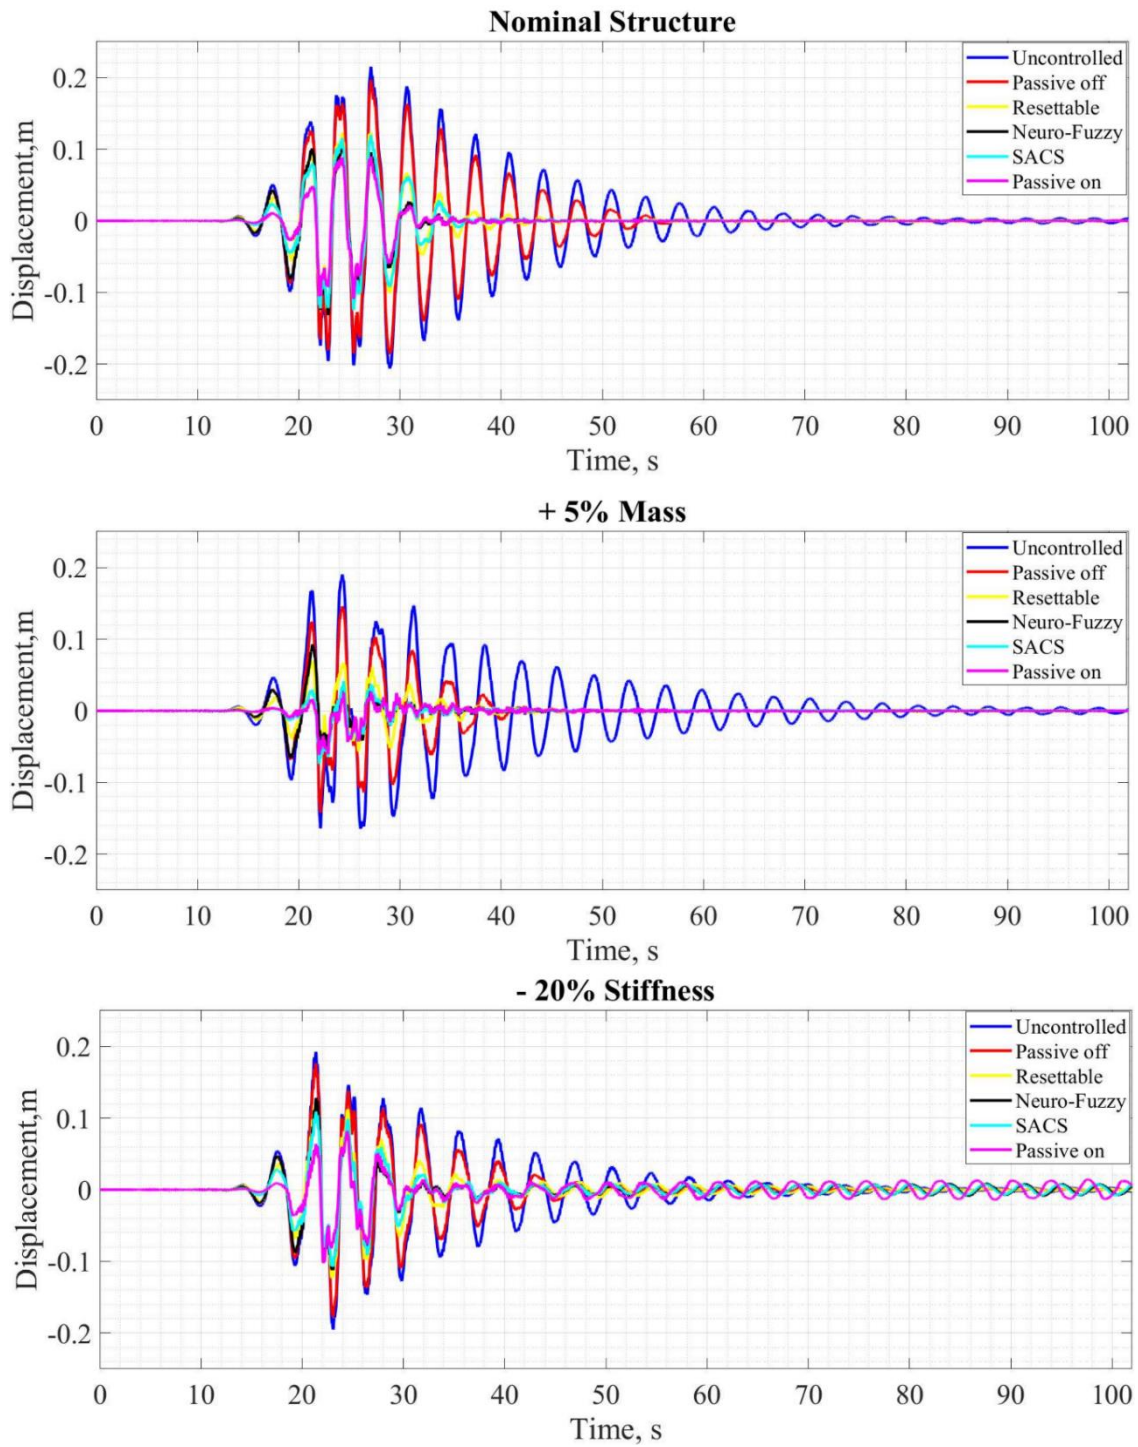 Nominal Structure
Displacement,m
0.2
0.1
0
-0.1
-0.2
Uncontrolled
Passive off
Resettable
Neuro-Fuzzy
SACS
Passive on
0 10 20 30 40 50 60 70 80 90 100
Time, s
+ 5% Mass
Displacement,m
0.2
0.1
0
-0.1
-0.2
Uncontrolled
Passive off
Resettable
Neuro-Fuzzy
SACS
Passive on
0 10 20 30 40 50 60 70 80 90 100
Time, s
- 20% Stiffness
Displacement,m
0.2
0.1
0
-0.1
-0.2
Uncontrolled
Passive off
Resettable
Neuro-Fuzzy
SACS
Passive on
0 10 20 30 40 50 60 70 80 90 100
Time, s